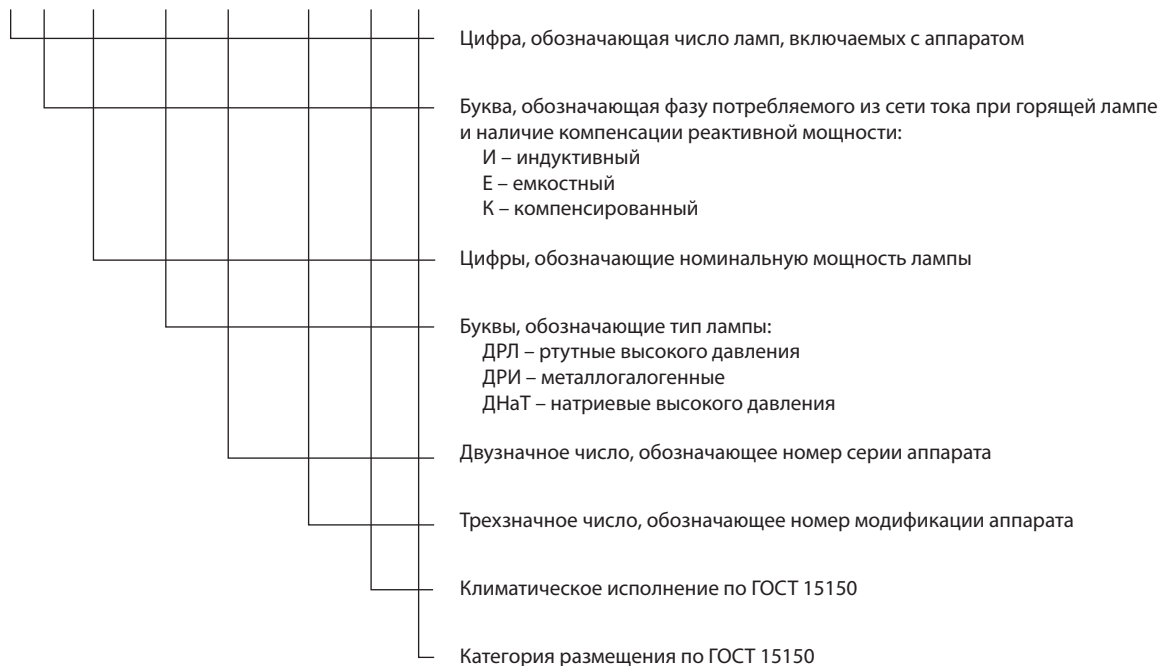 Цифра, обозначающая число ламп, включаемых с аппаратом
Буква, обозначающая фазу потребляемого из сети тока при горящей лампе
и наличие компенсации реактивной мощности:
И – индуктивный
Е – емкостный
К – компенсированный
Цифры, обозначающие номинальную мощность лампы
Буквы, обозначающие тип лампы:
ДРЛ – ртутные высокого давления
ДРИ – металлогалогенные
ДНаТ – натриевые высокого давления
Двузначное число, обозначающее номер серии аппарата
Трехзначное число, обозначающее номер модификации аппарата
Климатическое исполнение по ГОСТ 15150
Категория размещения по ГОСТ 15150